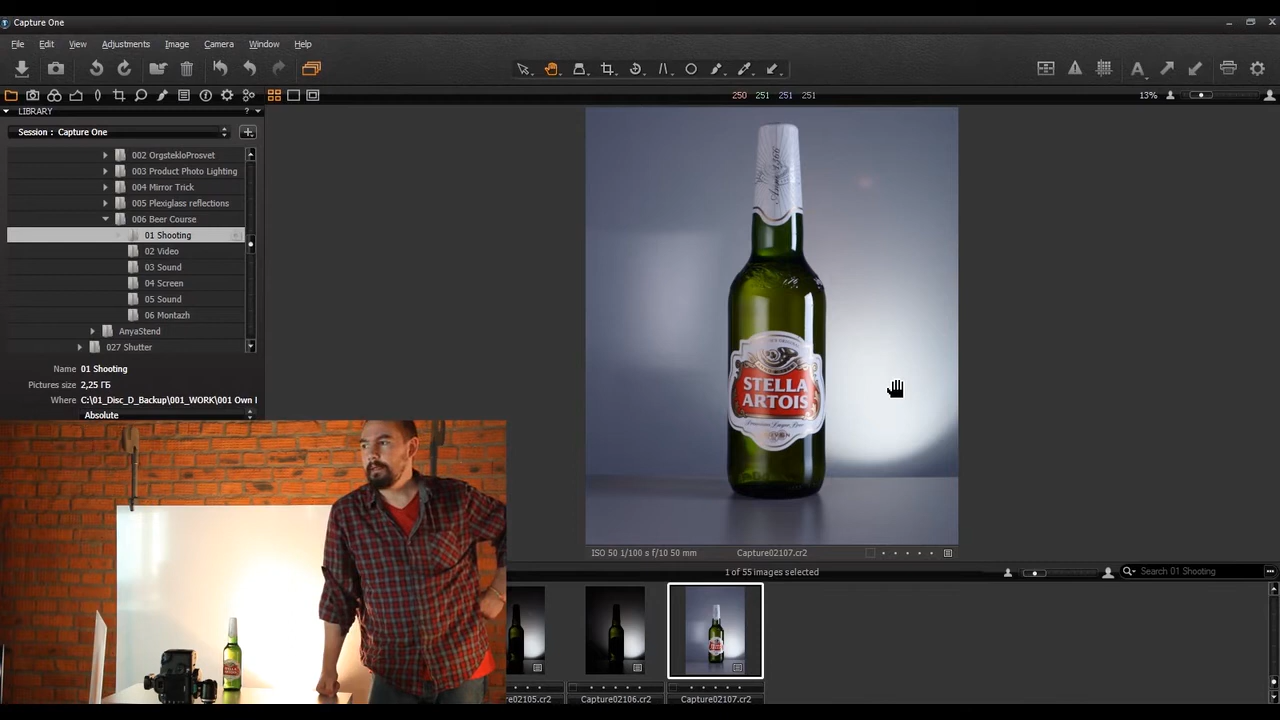 Capture One
File Edit View Adjustments Image Camera Window Help
250 251 251 251
13%
LIBRARY
? 
Session : Capture One
002 OrgstekloProsvet
003 Product Photo Lighting
004 Mirror Trick
005 Plexiglass reflections
006 Beer Course
01 Shooting
02 Video
03 Sound
04 Screen
05 Sound
06 Montazh
AnyaStend
027 Shutter
Name 01 Shooting
Pictures size 2,25 ГБ
Where C:\01_Disc_D_Backup\001_WORK\001 Own I
Absolute
Anno 1366
STELLA
ARTOIS
ISO 50 1/100 s f/10 50 mm
Capture02107.cr2
1 of 55 images selected
Search 01 Shooting
ure02105.cr2
Capture02106.cr2
Capture02107.cr2